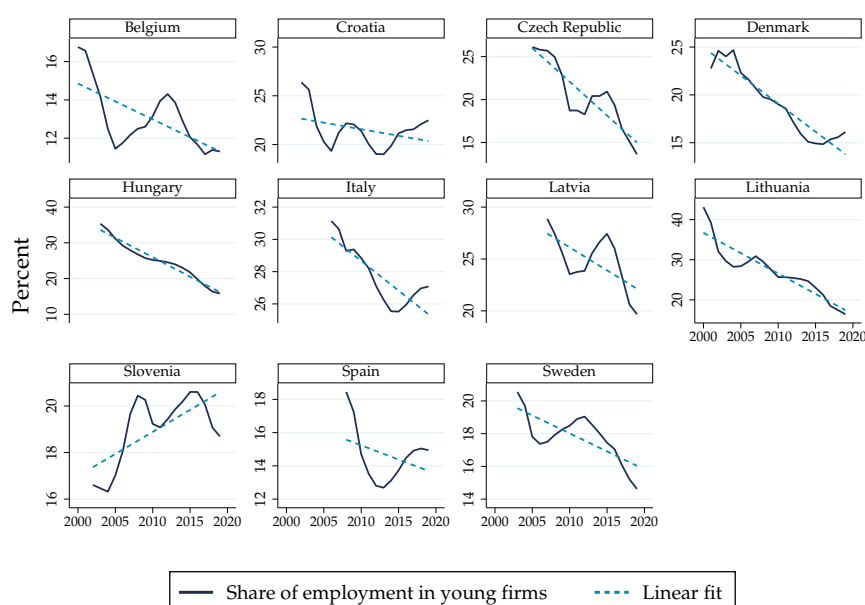 Belgium
16
14
12
Croatia
30
25
20
Czech Republic
25
20
15
Denmark
25
20
15
Hungary
40
30
20
10
Italy
32
30
28
26
Latvia
30
20
Lithuania
40
30
20
2000 2005 2010 2015 2020
Percent
Slovenia
20
18
16
2000 2005 2010 2015 2020
Spain
18
16
14
12
2000 2005 2010 2015 2020
Sweden
20
18
16
14
2000 2005 2010 2015 2020
Share of employment in young firms
Linear fit